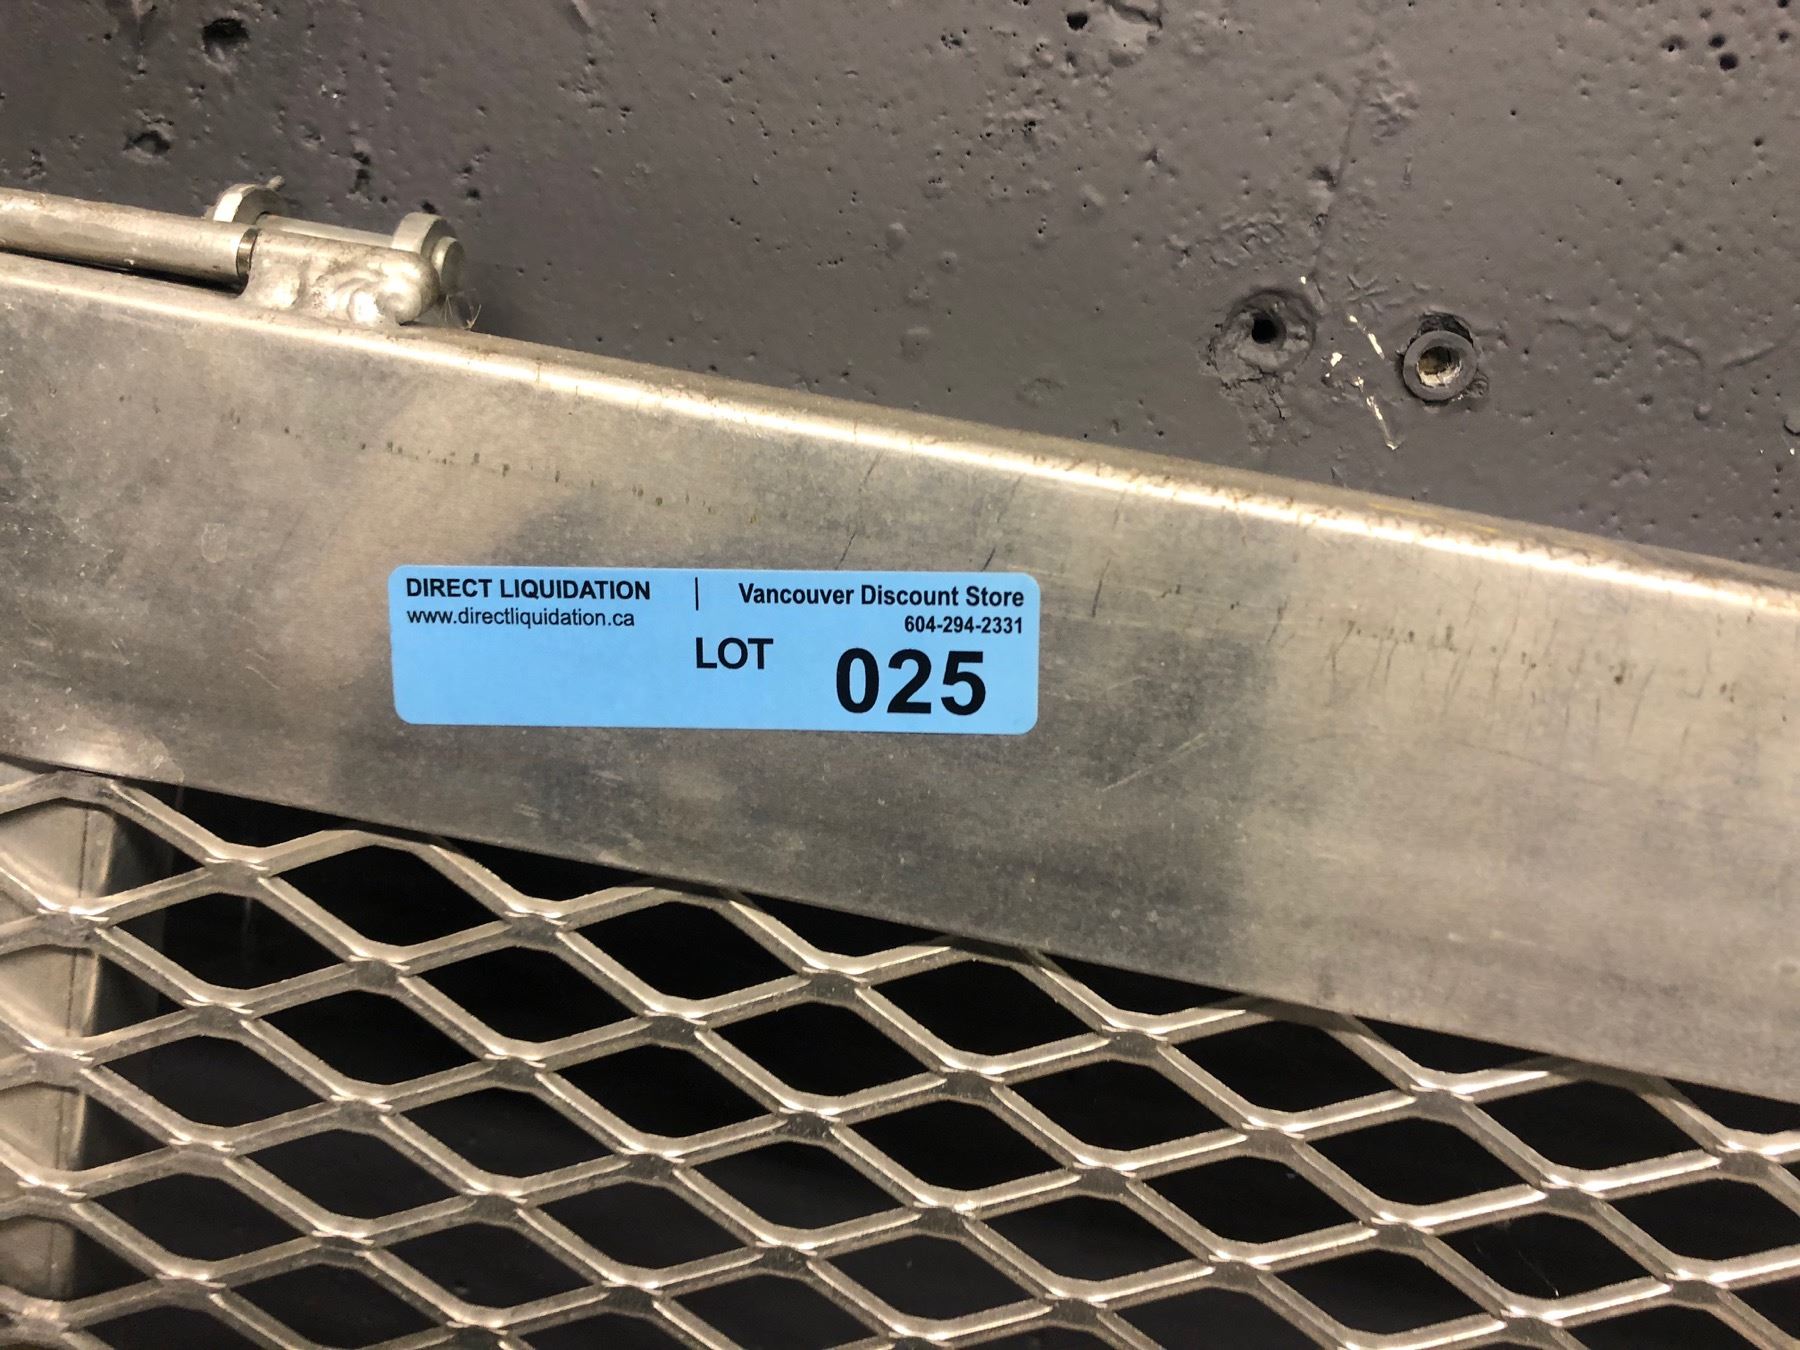 DIRECT LIQUIDATION | Vancouver Discount Store
www.directliquidation.ca 604-294-2331
LOT 025